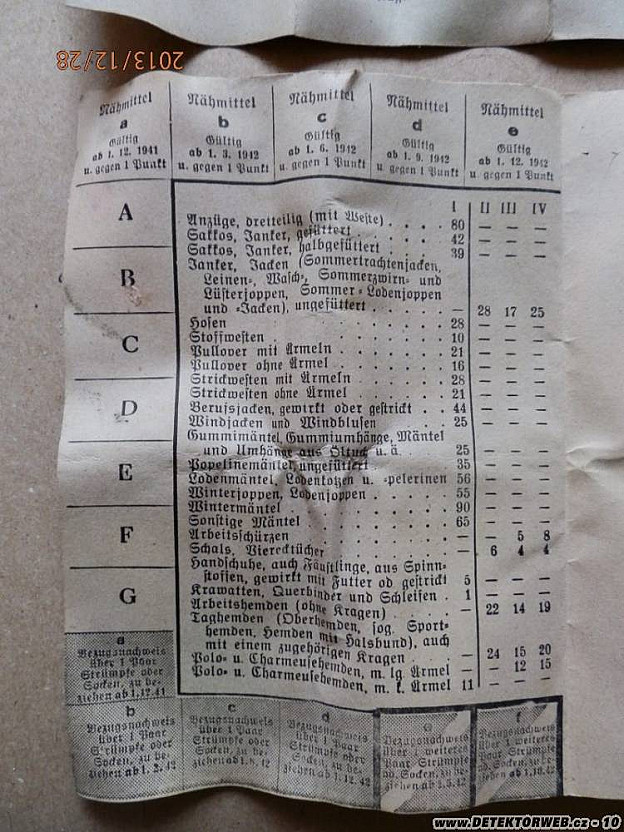 2013/12/28
Nähmittel
a
Gültig
ab 1. 12. 1941
u. gegen 1 Punkt
Nähmittel
b
Gültig
ab 1. 3. 1942
u. gegen 1 Punkt
Nähmittel
c
Gültig
ab 1. 6. 1942
u. gegen 1 Punkt
Nähmittel
d
Gültig
ab 1. 9. 1942
u. gegen 1 Punkt
Nähmittel
e
Gültig
ab 1. 12. 1942
u. gegen 1 Punkt
A
B
C
D
E
F
G
I II III IV
Anzüge, dreiteilig (mit Weste) . . . . 80 — — —
Sakkos, Janker, gefüttert . . . . . 42 — — —
Sakkos, Janker, halbgefüttert . . . . 39 — — —
Janker, Jacken (Sommertrachtenjacken,
Leinen-, Wasch-, Sommerzwirn- und
Lüsterjoppen, Sommer-Lodenjoppen
und -Jacken), ungefüttert . . . . . — 28 17 25
Hosen . . . . . 28 — — —
Stoffwesten . . . . . 10 — — —
Pullover mit Ärmeln . . . . . 21 — — —
Pullover ohne Ärmel . . . . . 16 — — —
Strickwesten mit Ärmeln . . . . . 28 — — —
Strickwesten ohne Ärmel . . . . . 21 — — —
Berufsjacken, gewirkt oder gestrickt . . 44 — — —
Windjacken und Windblusen . . . . 25 — — —
Gummimäntel, Gummiumhänge, Mäntel
und Umhänge aus Öltuch u. ä. . . . . 25 — — —
Popelinemäntel, ungefüttert . . . . 35 — — —
Lodenmäntel, Lodenkotzen u. -pelerinen 56 — — —
Winterjoppen, Lodenjoppen . . . . . 55 — — —
Wintermäntel . . . . . 90 — — —
Sonstige Mäntel . . . . . 65 — — —
Arbeitsschürzen . . . . . — — 5 8
Schals, Vierecktücher . . . . . — 6 4 4
Handschuhe, auch Fäustlinge, aus Spinn-
stoffen, gewirkt mit Futter od gestrickt 5 — — —
Krawatten, Querbinder und Schleifen . 1 — — —
Arbeitshemden (ohne Kragen) . . . . — 22 14 19
Taghemden (Oberhemden, sog. Sport-
hemden, Hemden mit Halsbund), auch
mit einem zugehörigen Kragen . . . . — 24 15 20
Polo- u. Charmeusehemden, m. lg. Ärmel — — 12 15
Polo- u. Charmeusehemden, m. k. Ärmel 11 — — —
a
Bezugsnachweis
über 1 Paar
Strümpfe oder
Socken, zu be-
ziehen ab 1.12.41
b
Bezugsnachweis
über 1 Paar
Strümpfe oder
Socken, zu be-
ziehen ab 1.2.42
c
Bezugsnachweis
über 1 Paar
Strümpfe oder
Socken, zu be-
ziehen ab
d
Bezugsnachweis
über 1 Paar
Strümpfe oder
Socken, zu be-
ziehen ab
Bezugsnachweis
über 1 weiteres
Paar Strümpfe
od. Socken, zu be-
ziehen ab
f
Bezugsnachweis
über 1 weiteres
Paar Strümpfe
od. Socken, zu be-
ziehen ab 1.10.42
www.DETEKTORWEB.cz - 10